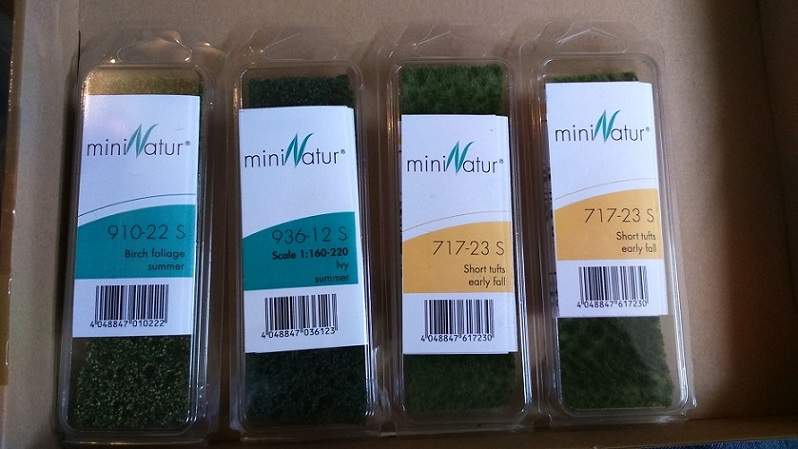 miniNatur®
910-22 S
Birch foliage
summer
4 048847 010222
miniNatur®
936-12 S
Scale 1:160-220
Ivy
summer
4 048847 036123
miniNatur®
717-23 S
Short tufts
early fall
4 048847 617230
miniNatur®
717-23 S
Short tufts
early fall
4 048847 617230